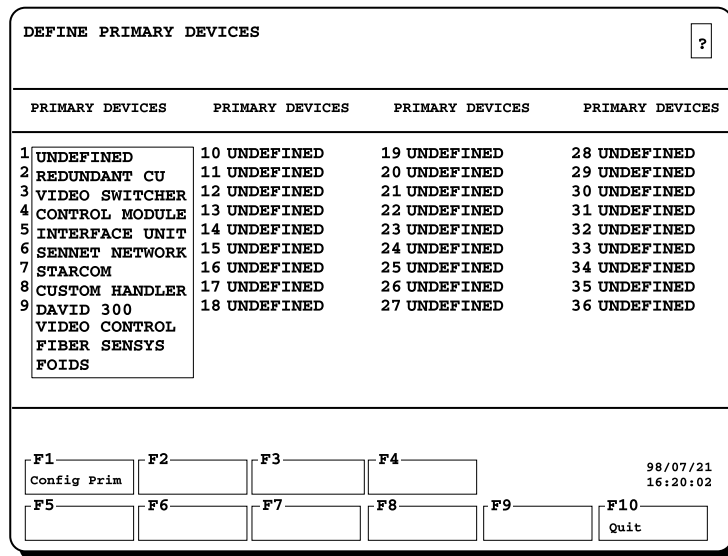 DEFINE PRIMARY DEVICES
?
PRIMARY DEVICES PRIMARY DEVICES PRIMARY DEVICES PRIMARY DEVICES
1 UNDEFINED 10 UNDEFINED 19 UNDEFINED 28 UNDEFINED
2 REDUNDANT CU 11 UNDEFINED 20 UNDEFINED 29 UNDEFINED
3 VIDEO SWITCHER 12 UNDEFINED 21 UNDEFINED 30 UNDEFINED
4 CONTROL MODULE 13 UNDEFINED 22 UNDEFINED 31 UNDEFINED
5 INTERFACE UNIT 14 UNDEFINED 23 UNDEFINED 32 UNDEFINED
6 SENNET NETWORK 15 UNDEFINED 24 UNDEFINED 33 UNDEFINED
7 STARCOM 16 UNDEFINED 25 UNDEFINED 34 UNDEFINED
8 CUSTOM HANDLER 17 UNDEFINED 26 UNDEFINED 35 UNDEFINED
9 DAVID 300 18 UNDEFINED 27 UNDEFINED 36 UNDEFINED
VIDEO CONTROL
FIBER SENSYS
FOIDS
F1 F2 F3 F4
Config Prim
98/07/21
16:20:02
F5 F6 F7 F8 F9 F10
Quit